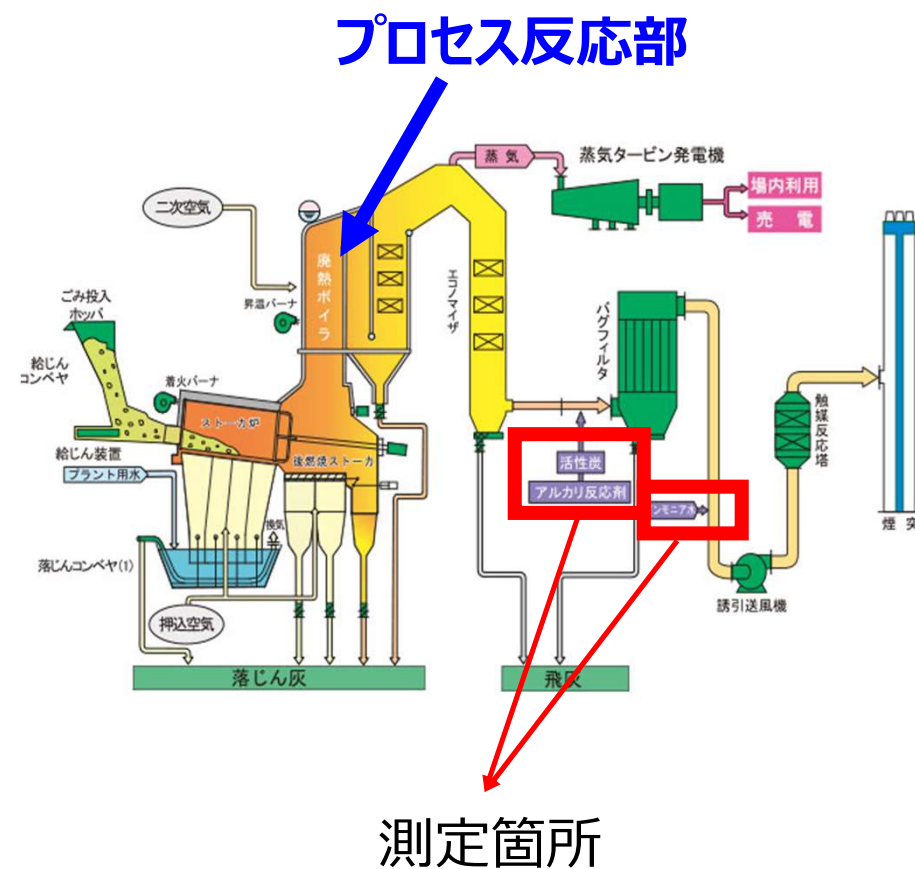 プロセス反応部
蒸気
蒸気タービン発電機
場内利用
売電
二次空気
廃熱ボイラ
昇温バーナ
エコノマイザ
バグフィルタ
ごみ投入
ホッパ
給じん
コンベヤ
着火バーナ
ストーカ炉
後燃焼ストーカ
給じん装置
プラント用水
換気
落じんコンベヤ(1)
押込空気
活性炭
アルカリ反応剤
ンモニア水
触媒反応塔
煙突
誘引送風機
落じん灰
飛灰
測定箇所